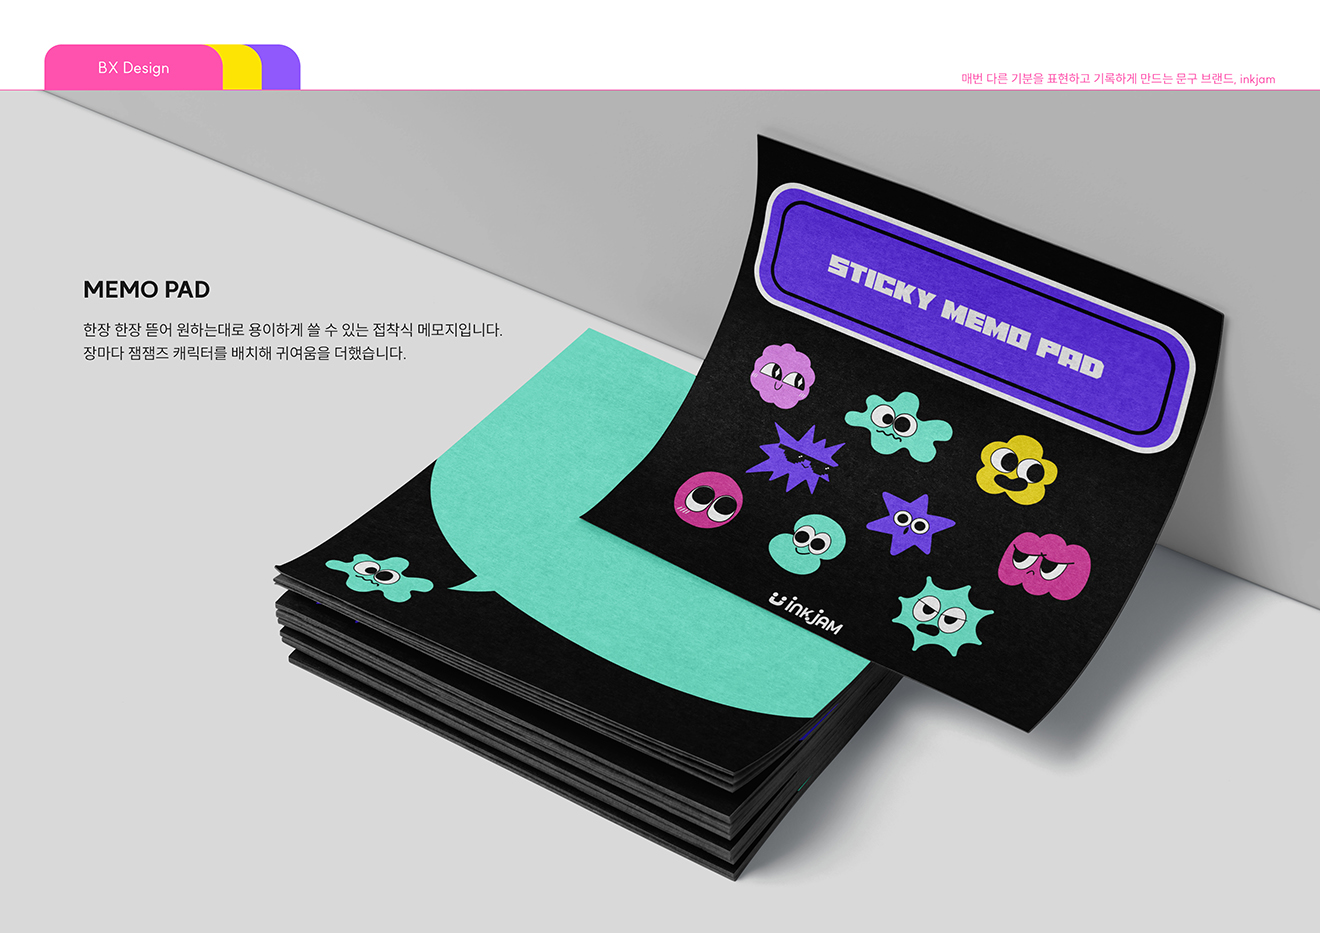 BX Design
매번 다른 기분을 표현하고 기록하게 만드는 문구 브랜드, inkjam
MEMO PAD
한장 한장 뜯어 원하는대로 용이하게 쓸 수 있는 접착식 메모지입니다.
장마다 잼잼즈 캐릭터를 배치해 귀여움을 더했습니다.
STICKY MEMO PAD
inkjam